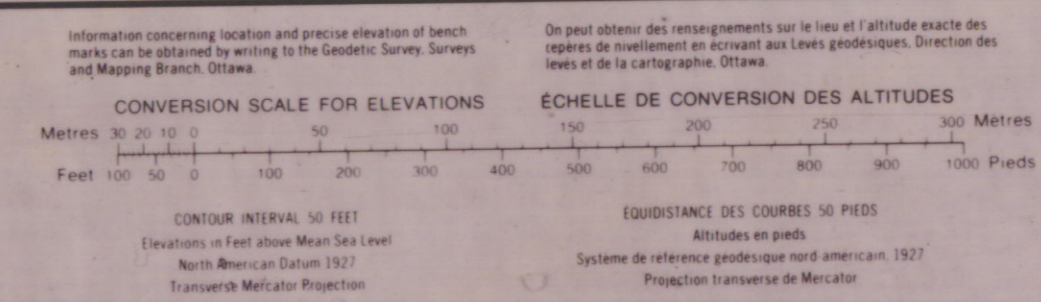 Information concerning location and precise elevation of bench
marks can be obtained by writing to the Geodetic Survey, Surveys
and Mapping Branch, Ottawa.
On peut obtenir des renseignements sur le lieu et l'altitude exacte des
repères de nivellement en écrivant aux Levés géodésiques, Direction des
levés et de la cartographie, Ottawa.
CONVERSION SCALE FOR ELEVATIONS
ÉCHELLE DE CONVERSION DES ALTITUDES
Metres 30 20 10 0 50 100 150 200 250 300 Mètres
Feet 100 50 0 100 200 300 400 500 600 700 800 900 1000 Pieds
CONTOUR INTERVAL 50 FEET
Elevations in Feet above Mean Sea Level
North American Datum 1927
Transverse Mercator Projection
ÉQUIDISTANCE DES COURBES 50 PIEDS
Altitudes en pieds
Système de référence géodésique nord-américain, 1927
Projection transverse de Mercator